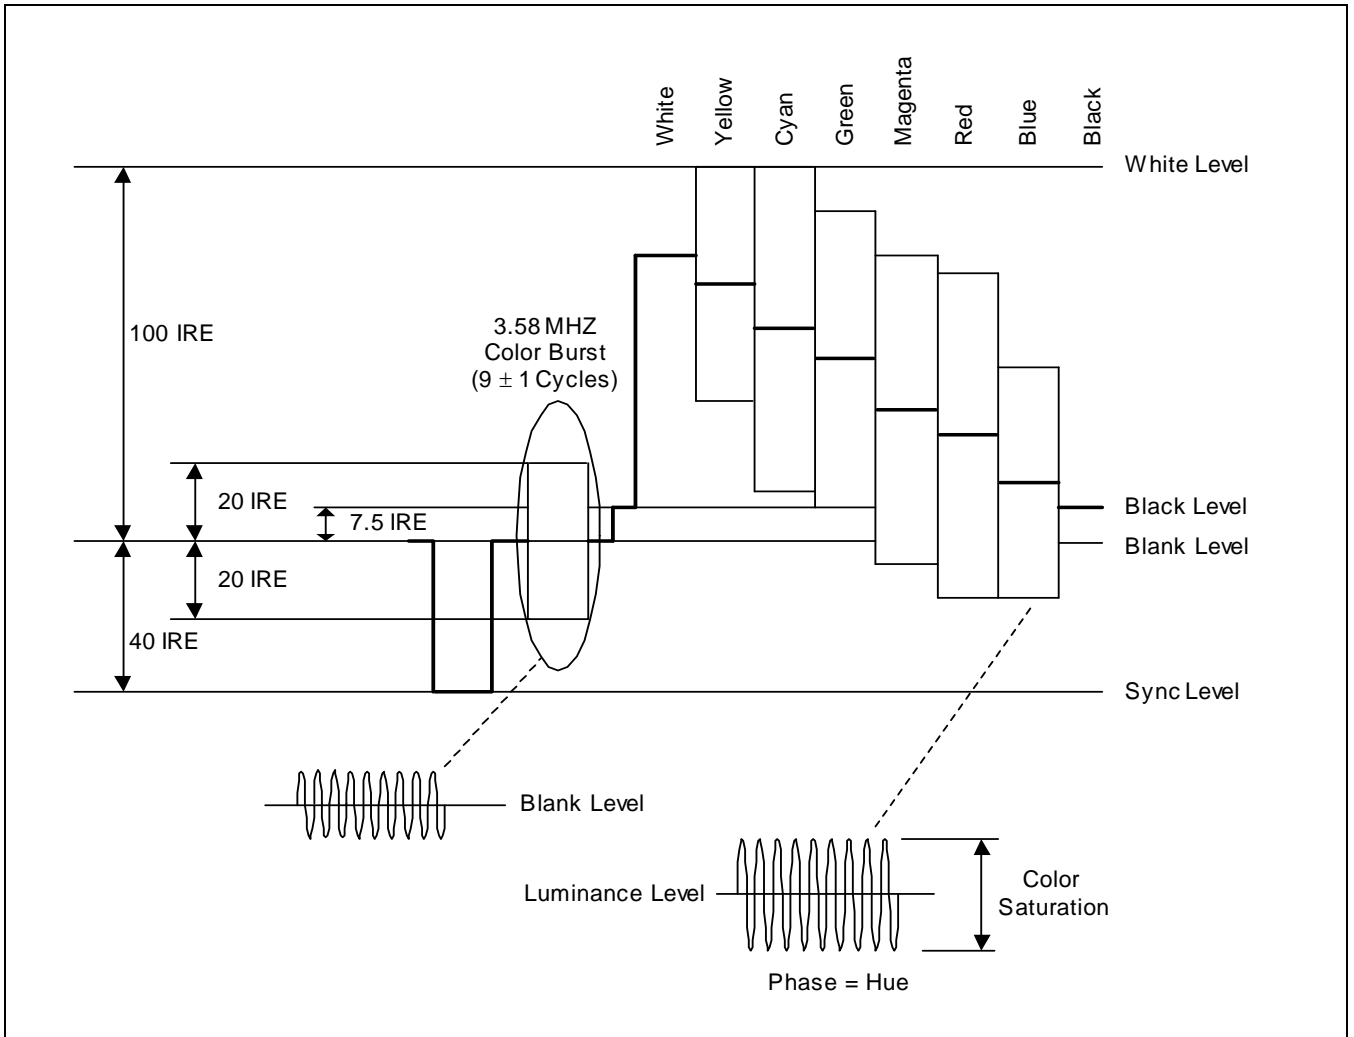 White
Yellow
Cyan
Green
Magenta
Red
Blue
Black
White Level
100 IRE
3.58 MHZ
Color Burst
(9 ± 1 Cycles)
20 IRE
7.5 IRE
Black Level
Blank Level
20 IRE
40 IRE
Sync Level
Blank Level
Luminance Level
Color
Saturation
Phase = Hue